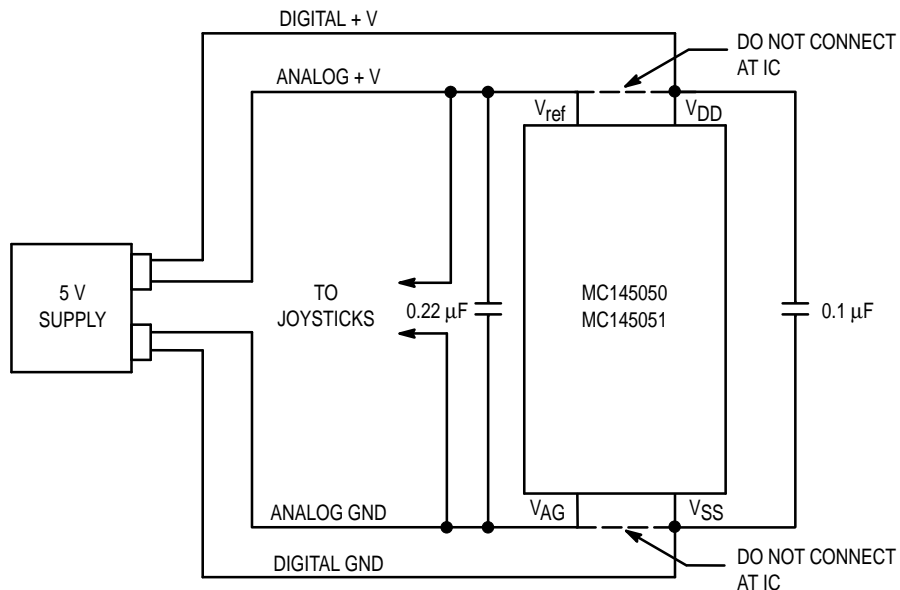 DIGITAL + V
DO NOT CONNECT
AT IC
ANALOG + V
Vref
VDD
5 V
SUPPLY
TO
JOYSTICKS
0.22 μF
MC145050
MC145051
0.1 μF
ANALOG GND
VAG
VSS
DIGITAL GND
DO NOT CONNECT
AT IC